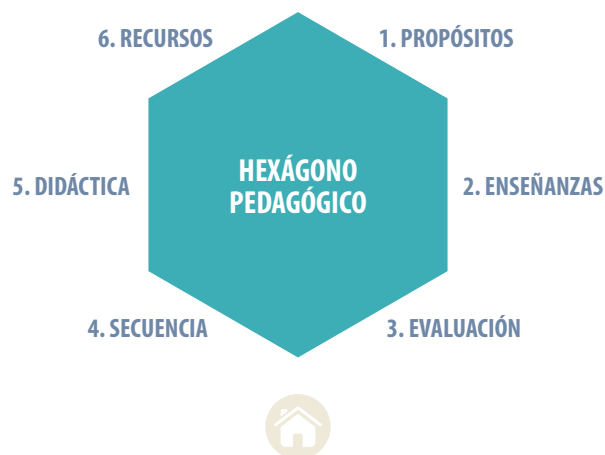 6. RECURSOS
1. PROPÓSITOS
HEXÁGONO
PEDAGÓGICO
5. DIDÁCTICA
2. ENSEÑANZAS
4. SECUENCIA
3. EVALUACIÓN